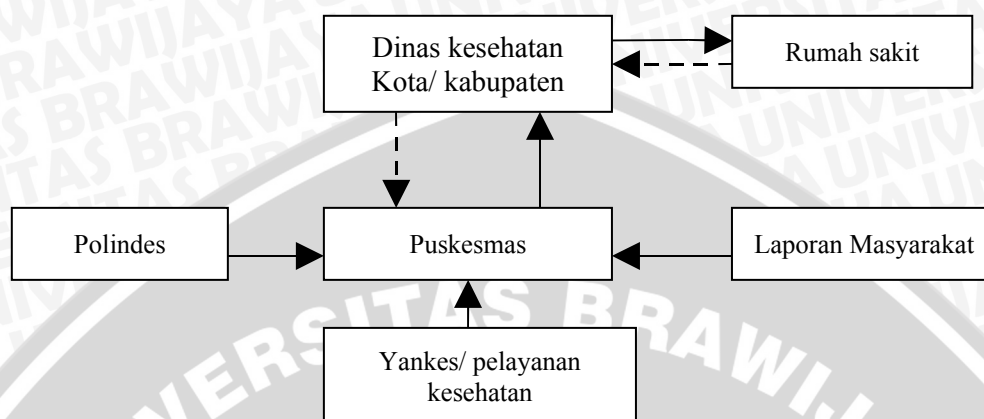 Dinas kesehatan
Kota/ kabupaten
Rumah sakit
Polindes
Puskesmas
Laporan Masyarakat
Yankes/ pelayanan
kesehatan